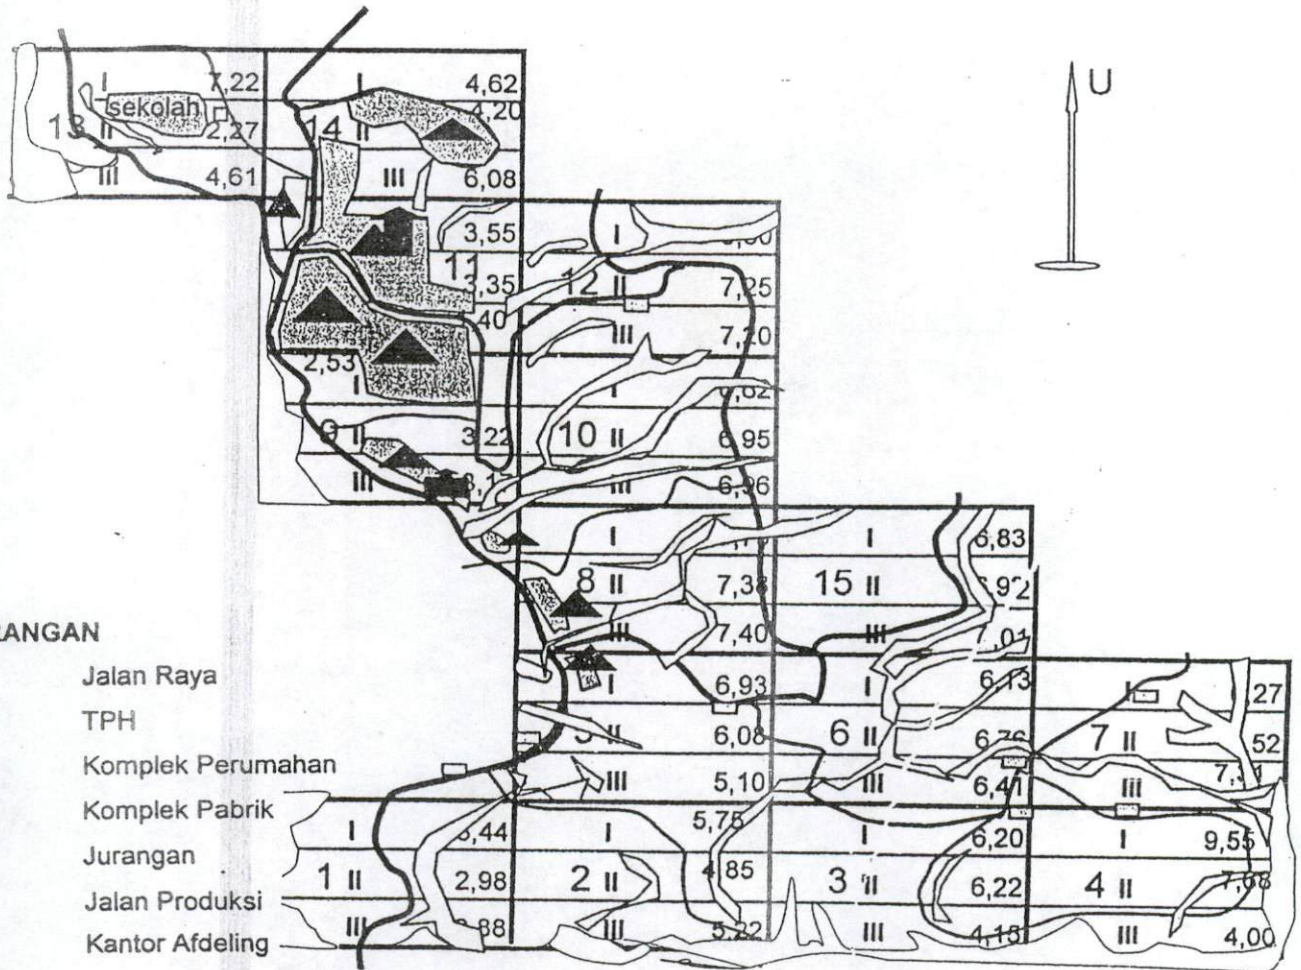 U
I 7,22 I 4,62
sekolah 4,20
13 II 2,27 14 II
III 4,61 III 6,08
3,55 I
11 3,35 12 II 7,25
40 III 7,20
2,53 I I
9 II 3,22 10 II 6,95
III III 6,96
I I 6,83
8 II 7,38 15 II 6,92
III 7,40 III 7,01
I 6,93 I 6,13 I 27
II 6,08 6 II 7 II 52
III 5,10 III 6,41 III
I 5,44 I 5,75 I 6,20 I 9,55
1 II 2,98 2 II 4,85 3 II 6,22 4 II 7,68
III 88 III 5,22 III 4,15 III 4,00
RANGAN
Jalan Raya
TPH
Komplek Perumahan
Komplek Pabrik
Jurangan
Jalan Produksi
Kantor Afdeling